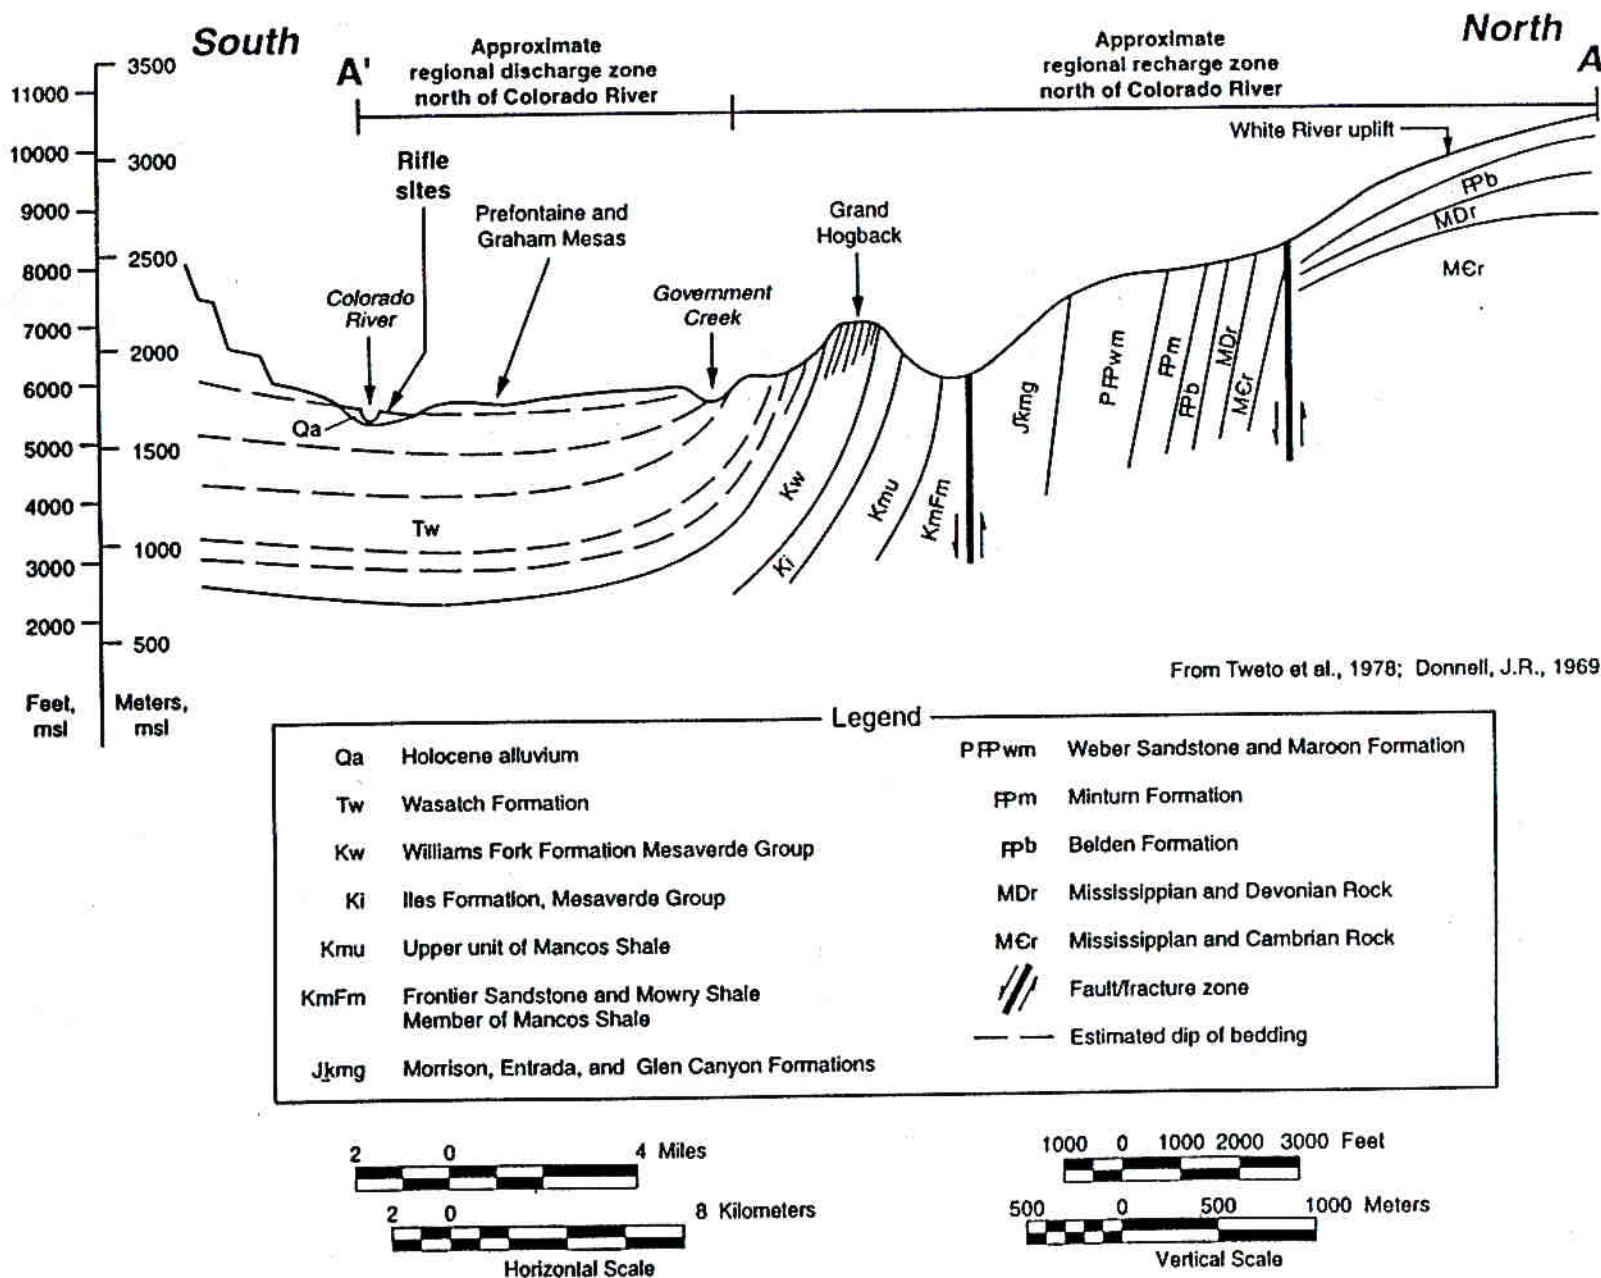 South
North
A'
A
Approximate
regional discharge zone
north of Colorado River
Approximate
regional recharge zone
north of Colorado River
White River uplift
3500
11000
10000
3000
9000
2500
8000
7000
2000
6000
5000
1500
4000
1000
3000
2000
500
Feet,
msl
Meters,
msl
Rifle
sites
Prefontaine and
Graham Mesas
Colorado
River
Government
Creek
Grand
Hogback
Qa
Tw
Kw
Ki
Kmu
KmFm
Jkmg
PPPwm
PPm
PPb
MDr
MЄr
PPb
MDr
MЄr
From Tweto et al., 1978; Donnell, J.R., 1969
Legend
Qa Holocene alluvium
Tw Wasatch Formation
Kw Williams Fork Formation Mesaverde Group
Ki Iles Formation, Mesaverde Group
Kmu Upper unit of Mancos Shale
KmFm Frontier Sandstone and Mowry Shale
Member of Mancos Shale
Jkmg Morrison, Entrada, and Glen Canyon Formations
PPPwm Weber Sandstone and Maroon Formation
PPm Minturn Formation
PPb Belden Formation
MDr Mississippian and Devonian Rock
MЄr Mississippian and Cambrian Rock
Fault/fracture zone
Estimated dip of bedding
2 0 4 Miles
2 0 8 Kilometers
Horizontal Scale
1000 0 1000 2000 3000 Feet
500 0 500 1000 Meters
Vertical Scale